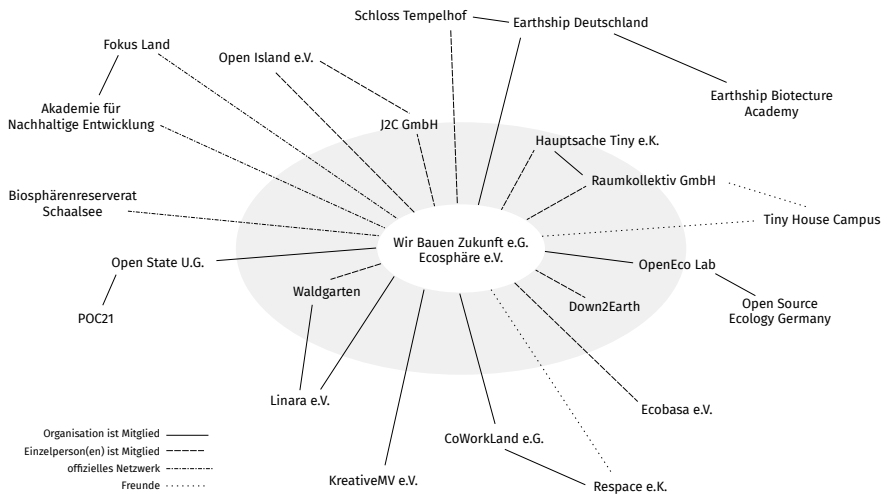 Schloss Tempelhof
Earthship Deutschland
Fokus Land
Open Island e.V.
Earthship Biotecture
Academy
Akademie für
Nachhaltige Entwicklung
J2C GmbH
Hauptsache Tiny e.K.
Raumkollektiv GmbH
Biosphärenreserverat
Schaalsee
Tiny House Campus
Wir Bauen Zukunft e.G.
Ecosphäre e.V.
Open State U.G.
OpenEco Lab
Waldgarten
Down2Earth
Open Source
Ecology Germany
POC21
Linara e.V.
Ecobasa e.V.
CoWorkLand e.G.
KreativeMV e.V.
Respace e.K.
Organisation ist Mitglied
Einzelperson(en) ist Mitglied
offizielles Netzwerk
Freunde